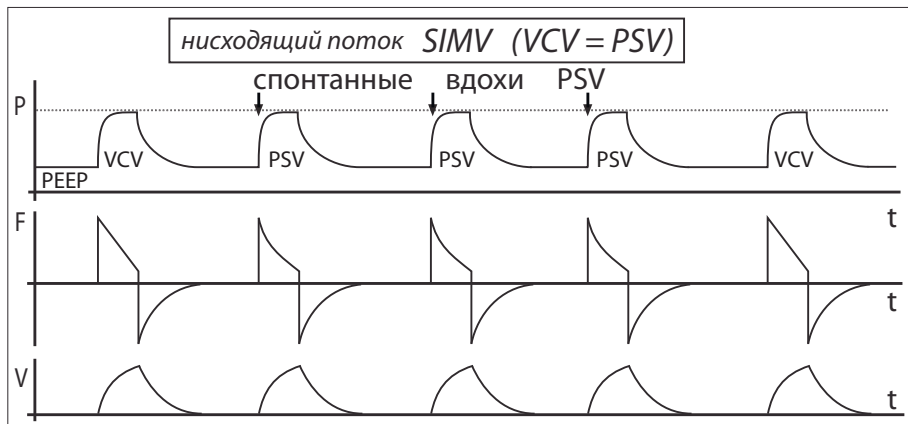 нисходящий поток SIMV (VCV = PSV)
спонтанные вдохи PSV
P
VCV PSV PSV PSV VCV
PEEP
F t
t
V t